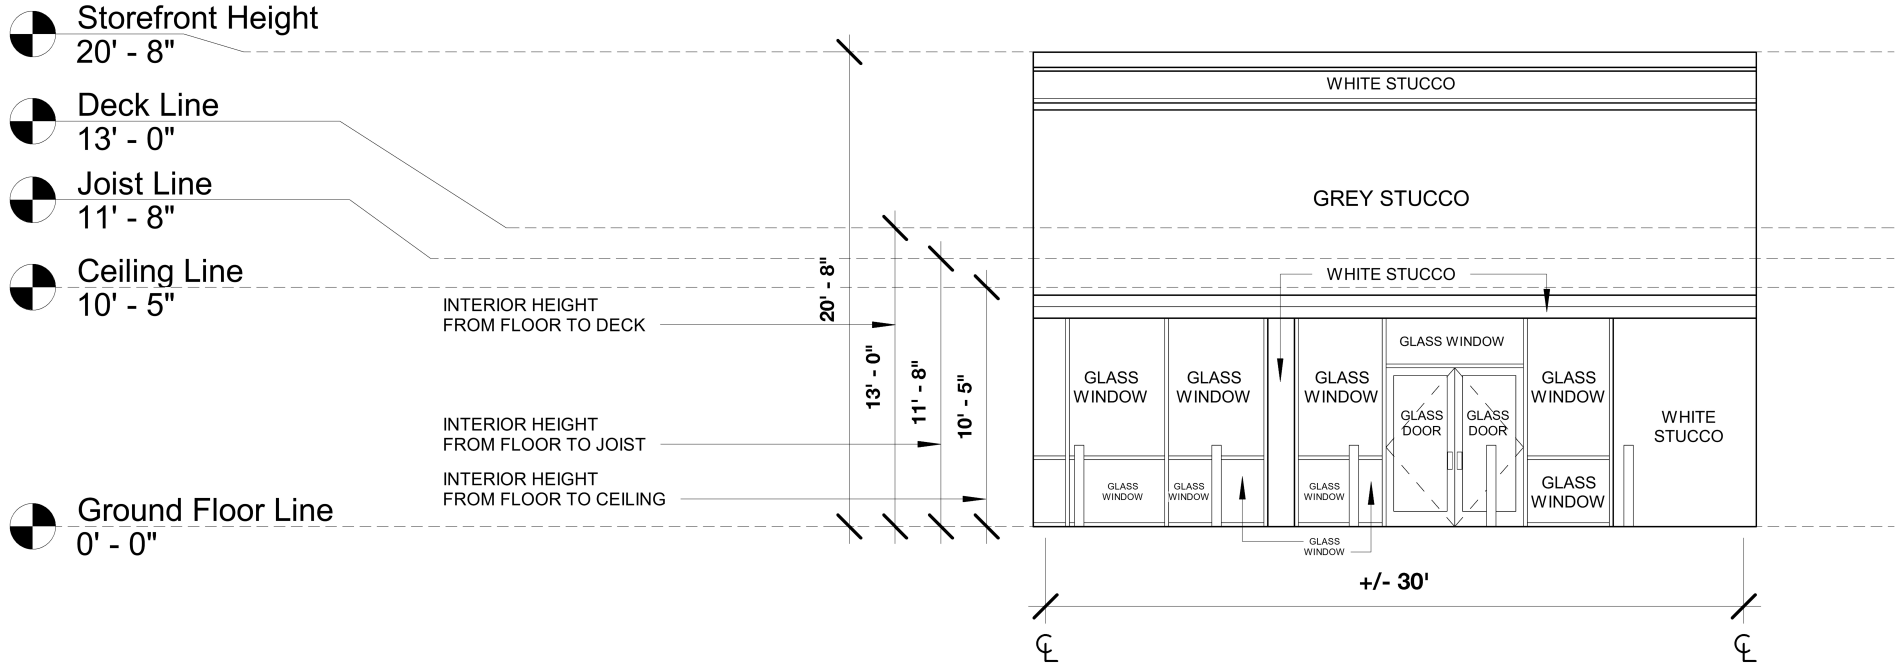 Storefront Height
20' - 8"
Deck Line
13' - 0"
Joist Line
11' - 8"
Ceiling Line
10' - 5"
Ground Floor Line
0' - 0"
INTERIOR HEIGHT
FROM FLOOR TO DECK
INTERIOR HEIGHT
FROM FLOOR TO JOIST
INTERIOR HEIGHT
FROM FLOOR TO CEILING
20' - 8"
13' - 0"
11' - 8"
10' - 5"
WHITE STUCCO
GREY STUCCO
WHITE STUCCO
GLASS
WINDOW
GLASS
WINDOW
GLASS
WINDOW
GLASS WINDOW
GLASS
DOOR
GLASS
DOOR
GLASS
WINDOW
WHITE
STUCCO
GLASS
WINDOW
GLASS
WINDOW
GLASS
WINDOW
GLASS
WINDOW
GLASS
WINDOW
+/- 30'
℄
℄